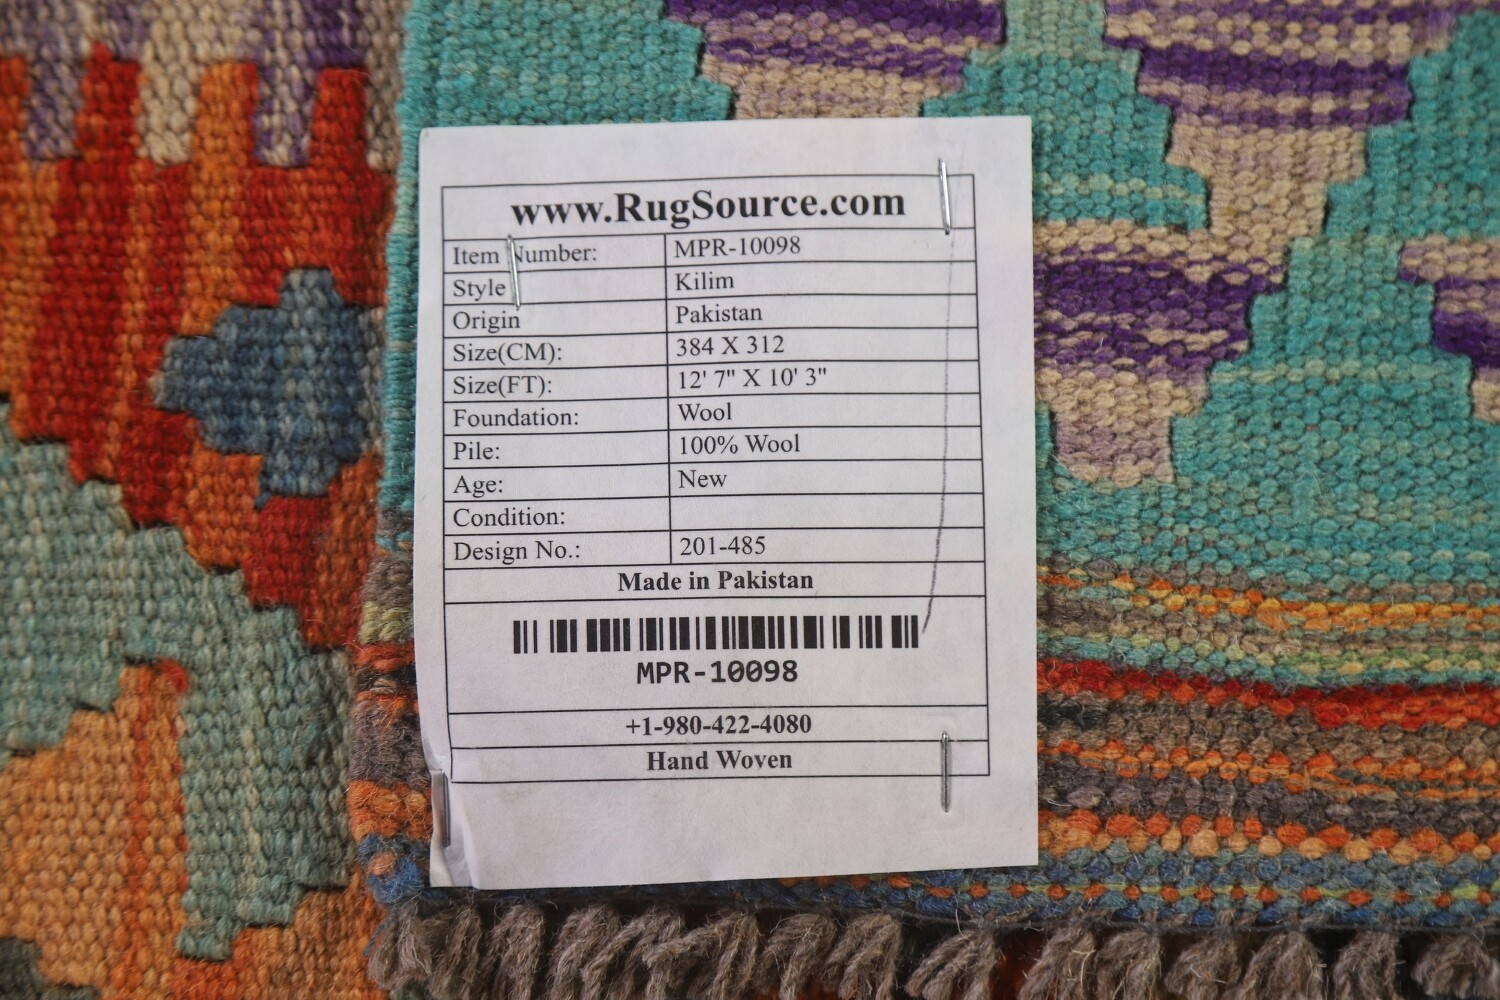 www.RugSource.com
Item Number: MPR-10098
Style Kilim
Origin Pakistan
Size(CM): 384 X 312
Size(FT): 12' 7" X 10' 3"
Foundation: Wool
Pile: 100% Wool
Age: New
Condition:
Design No.: 201-485
Made in Pakistan
MPR-10098
+1-980-422-4080
Hand Woven